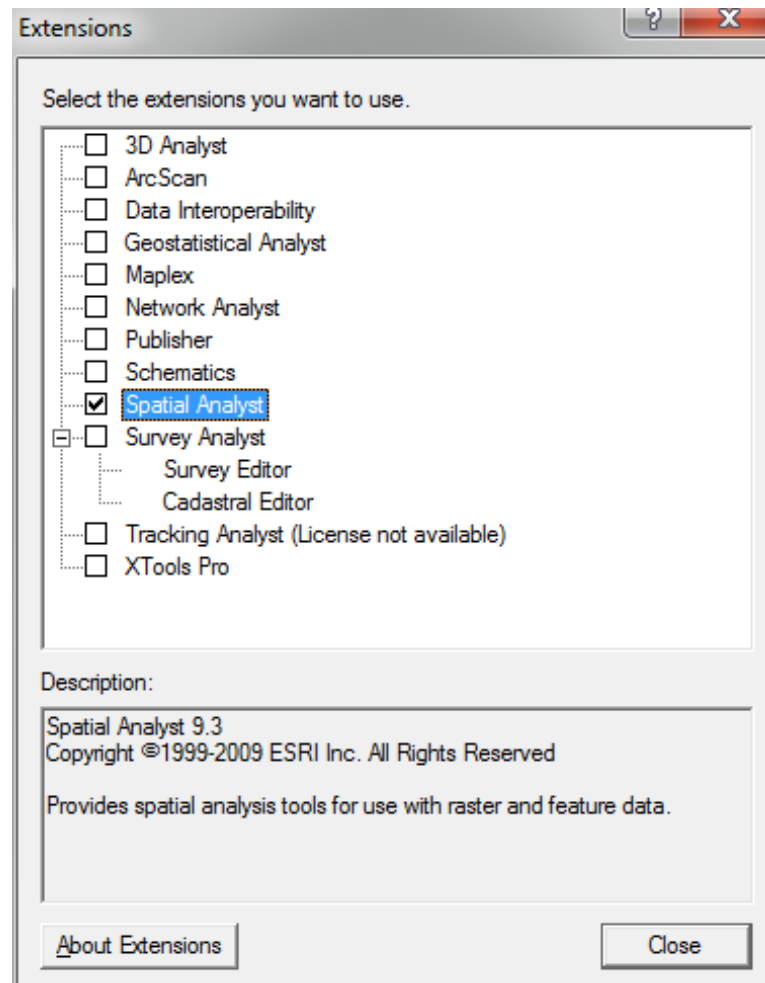 Extensions
Select the extensions you want to use.
3D Analyst
ArcScan
Data Interoperability
Geostatistical Analyst
Maplex
Network Analyst
Publisher
Schematics
Spatial Analyst
Survey Analyst
Survey Editor
Cadastral Editor
Tracking Analyst (License not available)
XTools Pro
Description:
Spatial Analyst 9.3
Copyright ©1999-2009 ESRI Inc. All Rights Reserved
Provides spatial analysis tools for use with raster and feature data.
About Extensions
Close